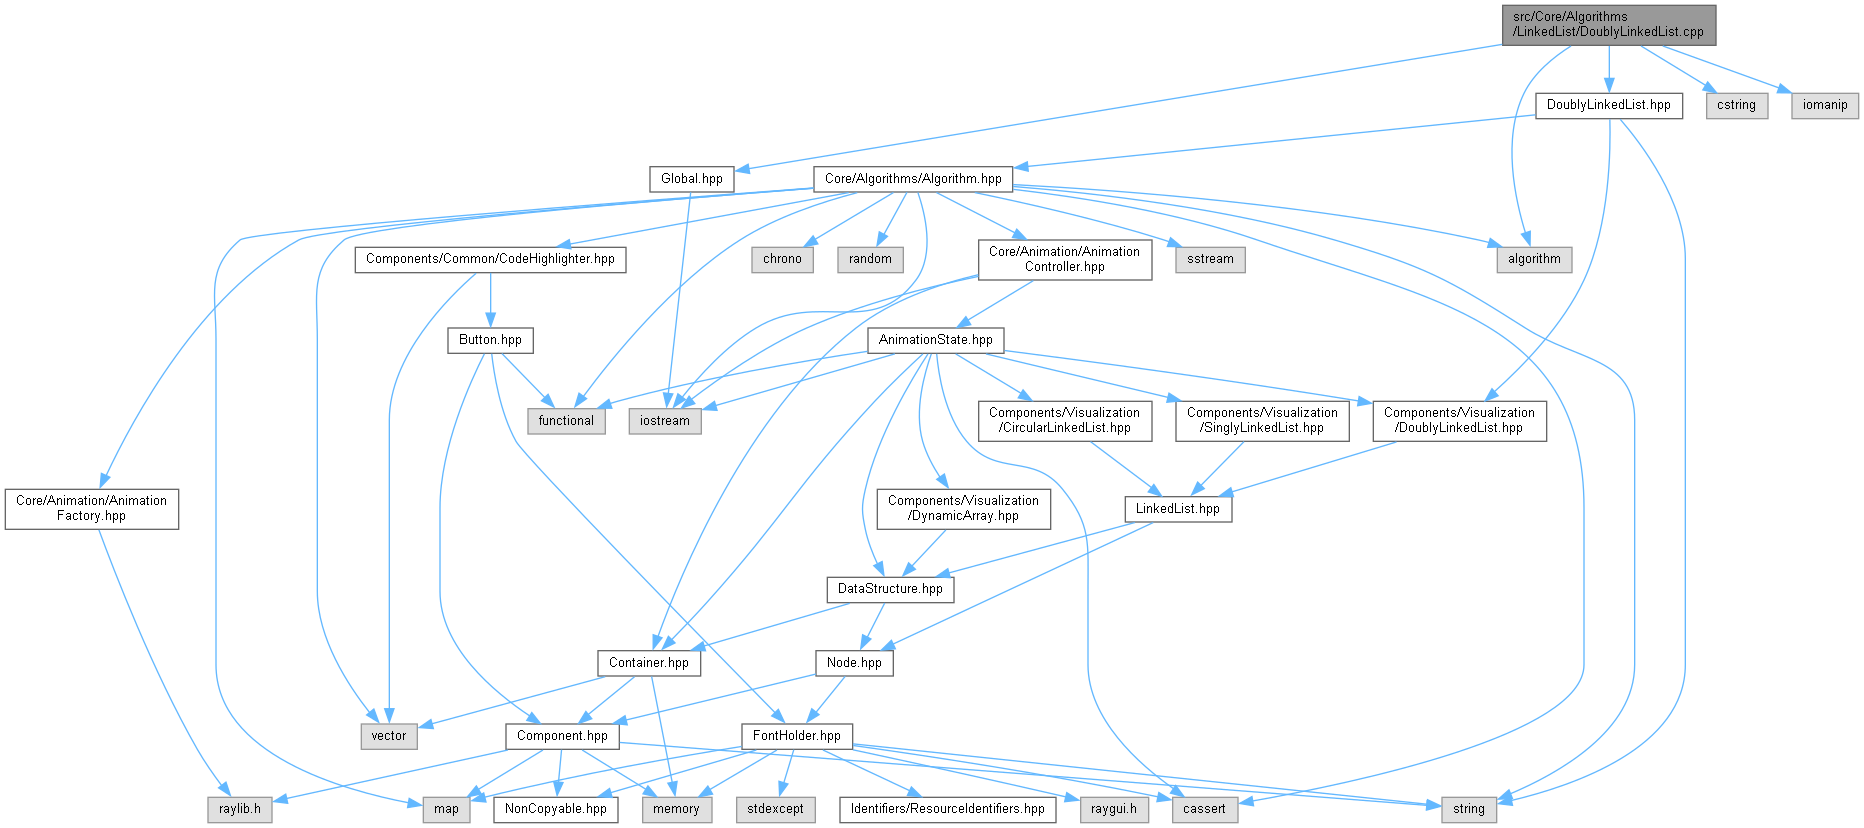 src/Core/Algorithms
/LinkedList/DoublyLinkedList.cpp
DoublyLinkedList.hpp
cstring
iomanip
Global.hpp
Core/Algorithms/Algorithm.hpp
Components/Common/CodeHighlighter.hpp
chrono
random
Core/Animation/Animation
Controller.hpp
sstream
algorithm
Button.hpp
AnimationState.hpp
functional
iostream
Components/Visualization
/CircularLinkedList.hpp
Components/Visualization
/SinglyLinkedList.hpp
Components/Visualization
/DoublyLinkedList.hpp
Core/Animation/Animation
Factory.hpp
Components/Visualization
/DynamicArray.hpp
LinkedList.hpp
DataStructure.hpp
Container.hpp
Node.hpp
vector
Component.hpp
FontHolder.hpp
raylib.h
map
NonCopyable.hpp
memory
stdexcept
Identifiers/ResourceIdentifiers.hpp
raygui.h
cassert
string